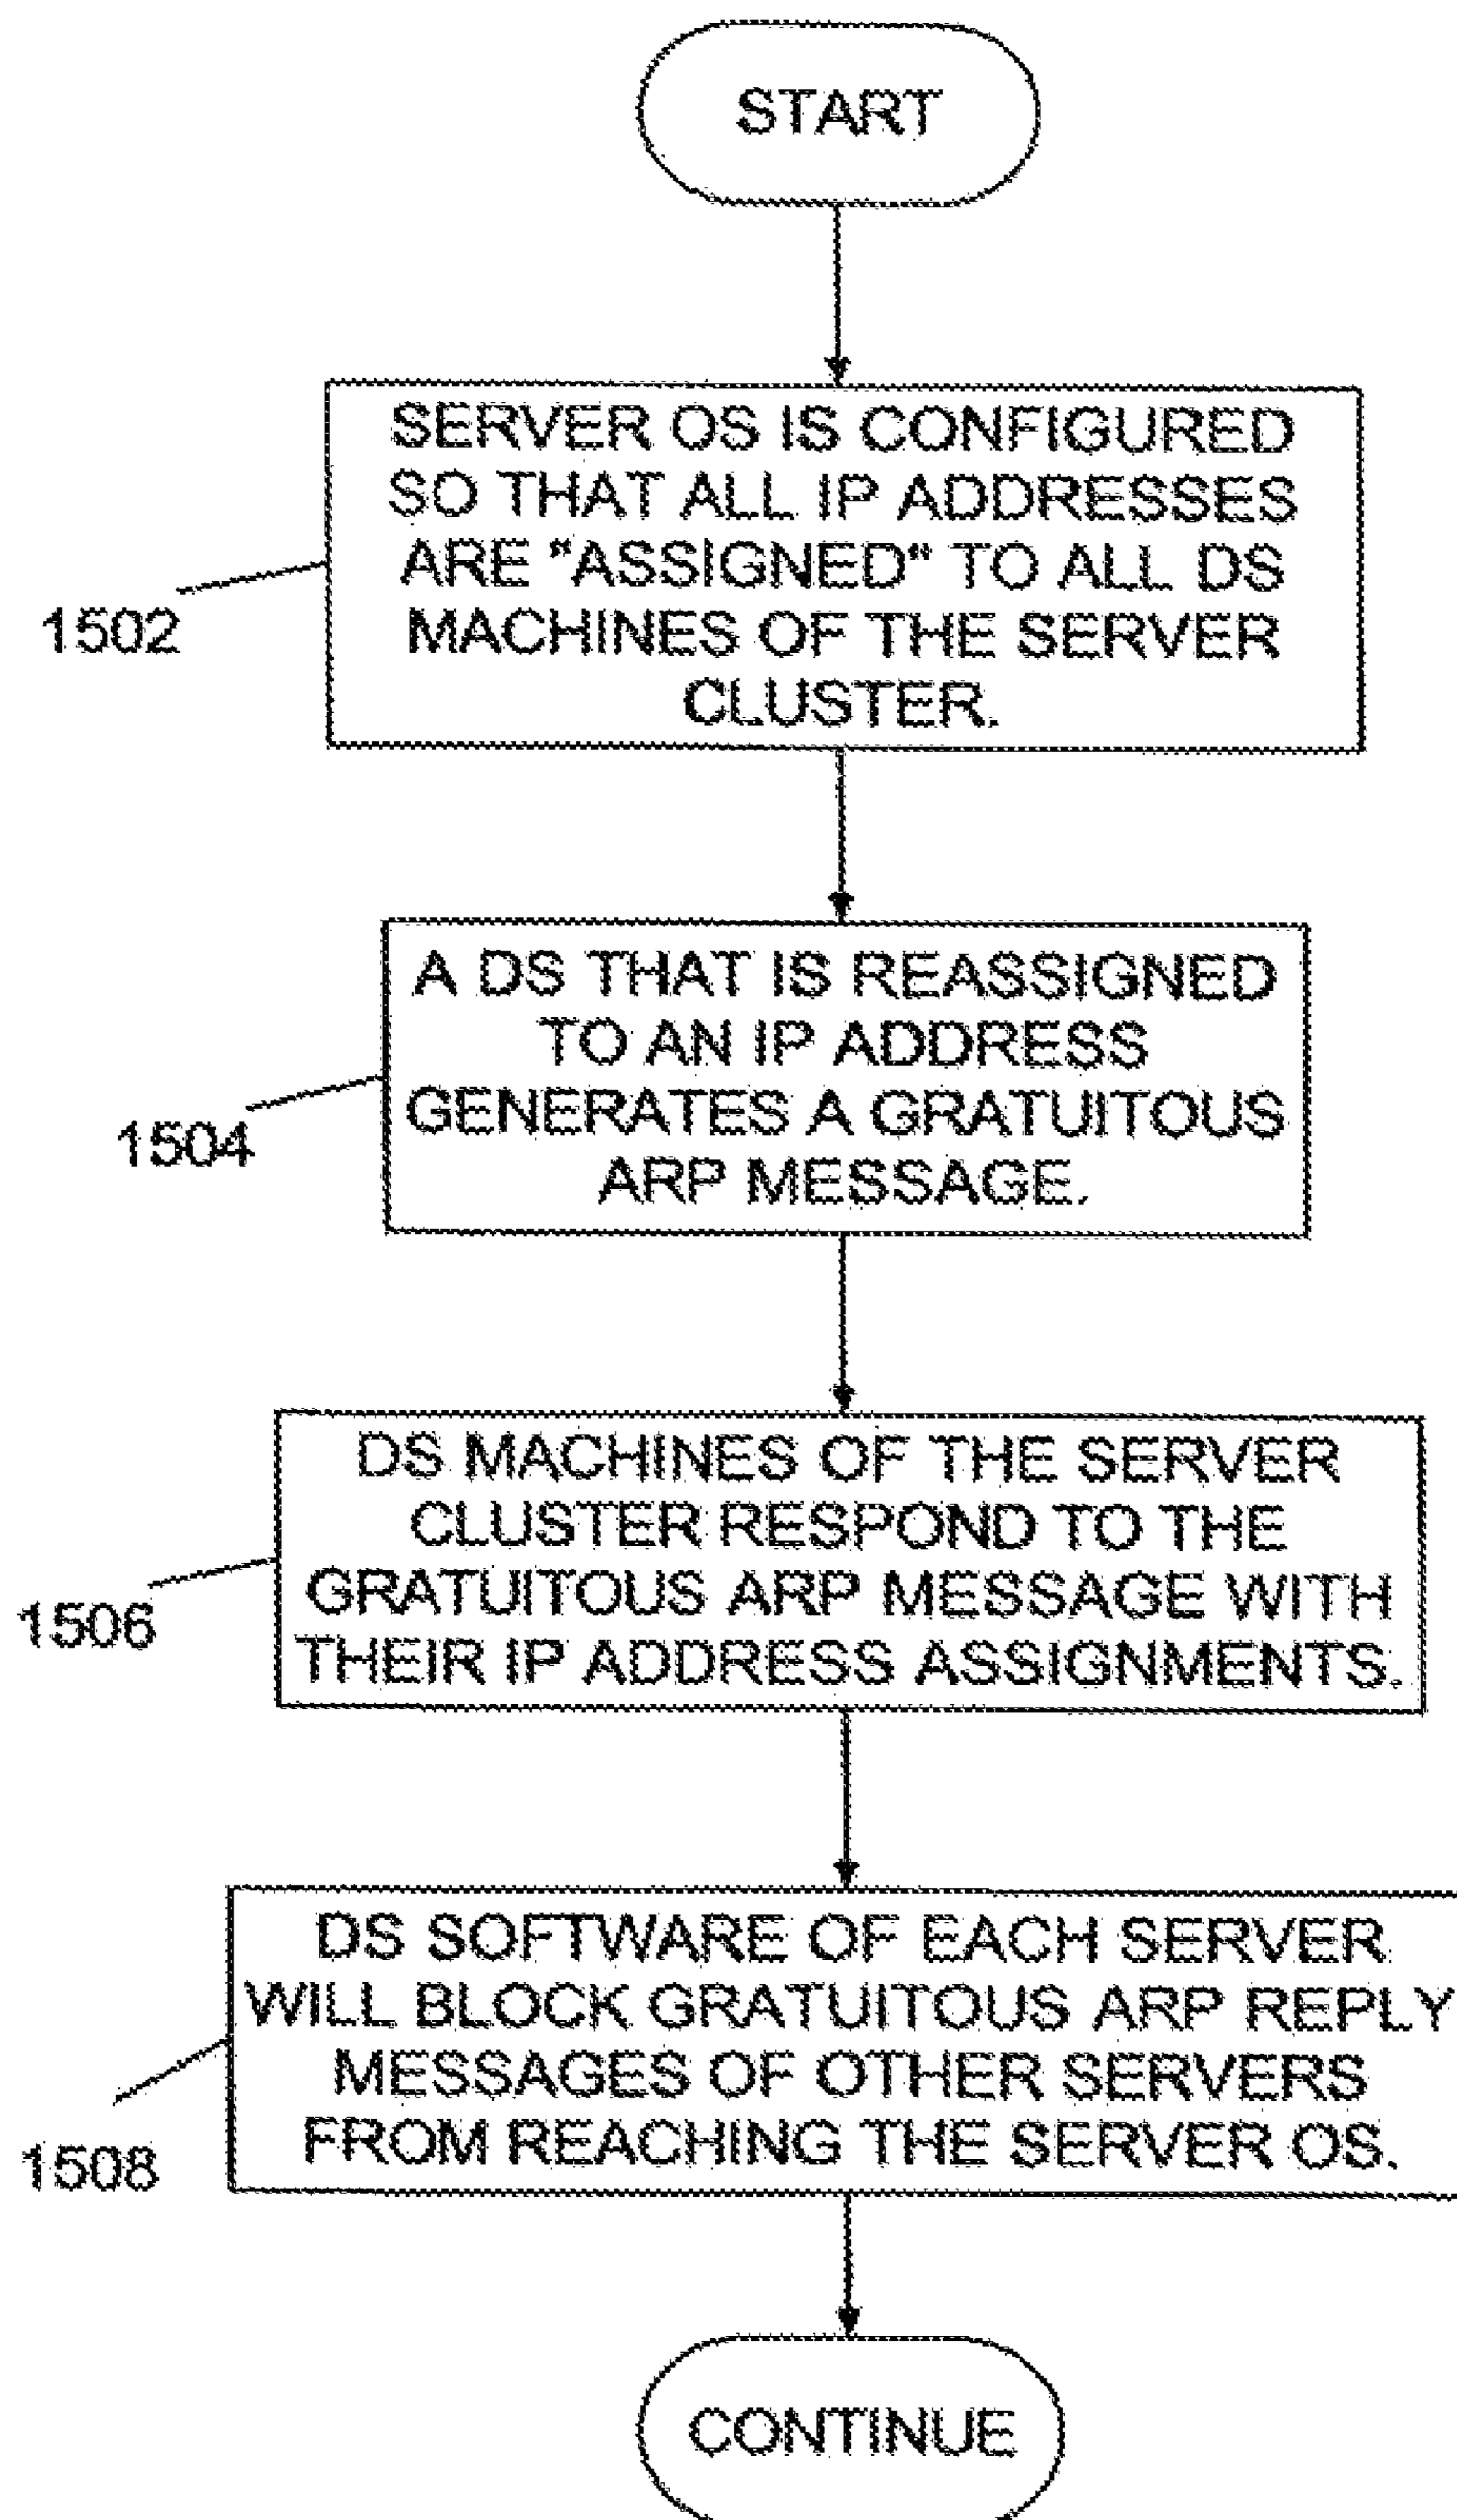 START
SERVER OS IS CONFIGURED
SO THAT ALL IP ADDRESSES
ARE "ASSIGNED" TO ALL DS
MACHINES OF THE SERVER
CLUSTER.
1502
A DS THAT IS REASSIGNED
TO AN IP ADDRESS
GENERATES A GRATUITOUS
ARP MESSAGE.
1504
DS MACHINES OF THE SERVER
CLUSTER RESPOND TO THE
GRATUITOUS ARP MESSAGE WITH
THEIR IP ADDRESS ASSIGNMENTS.
1506
DS SOFTWARE OF EACH SERVER
WILL BLOCK GRATUITOUS ARP REPLY
MESSAGES OF OTHER SERVERS
FROM REACHING THE SERVER OS.
1508
CONTINUE